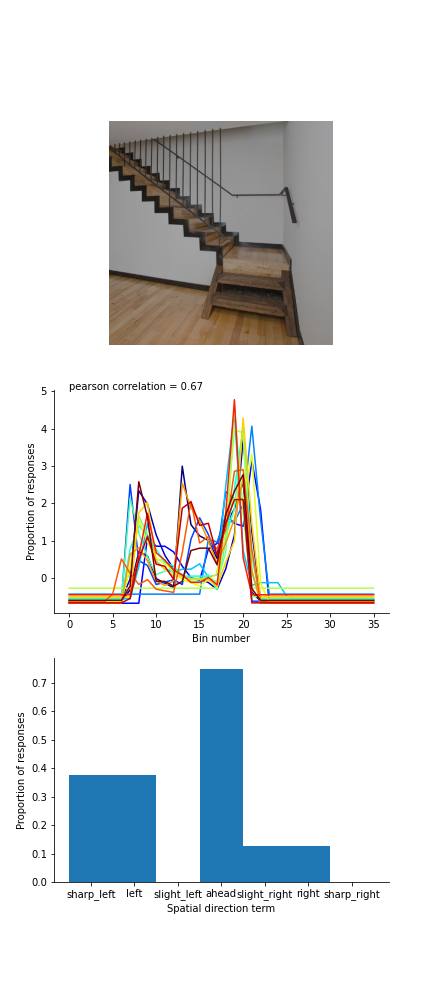 pearson correlation = 0.67
Proportion of responses
5
4
3
2
1
0
0 5 10 15 20 25 30 35
Bin number
Proportion of responses
0.7
0.6
0.5
0.4
0.3
0.2
0.1
0.0
sharp_left left slight_left ahead slight_right right sharp_right
Spatial direction term